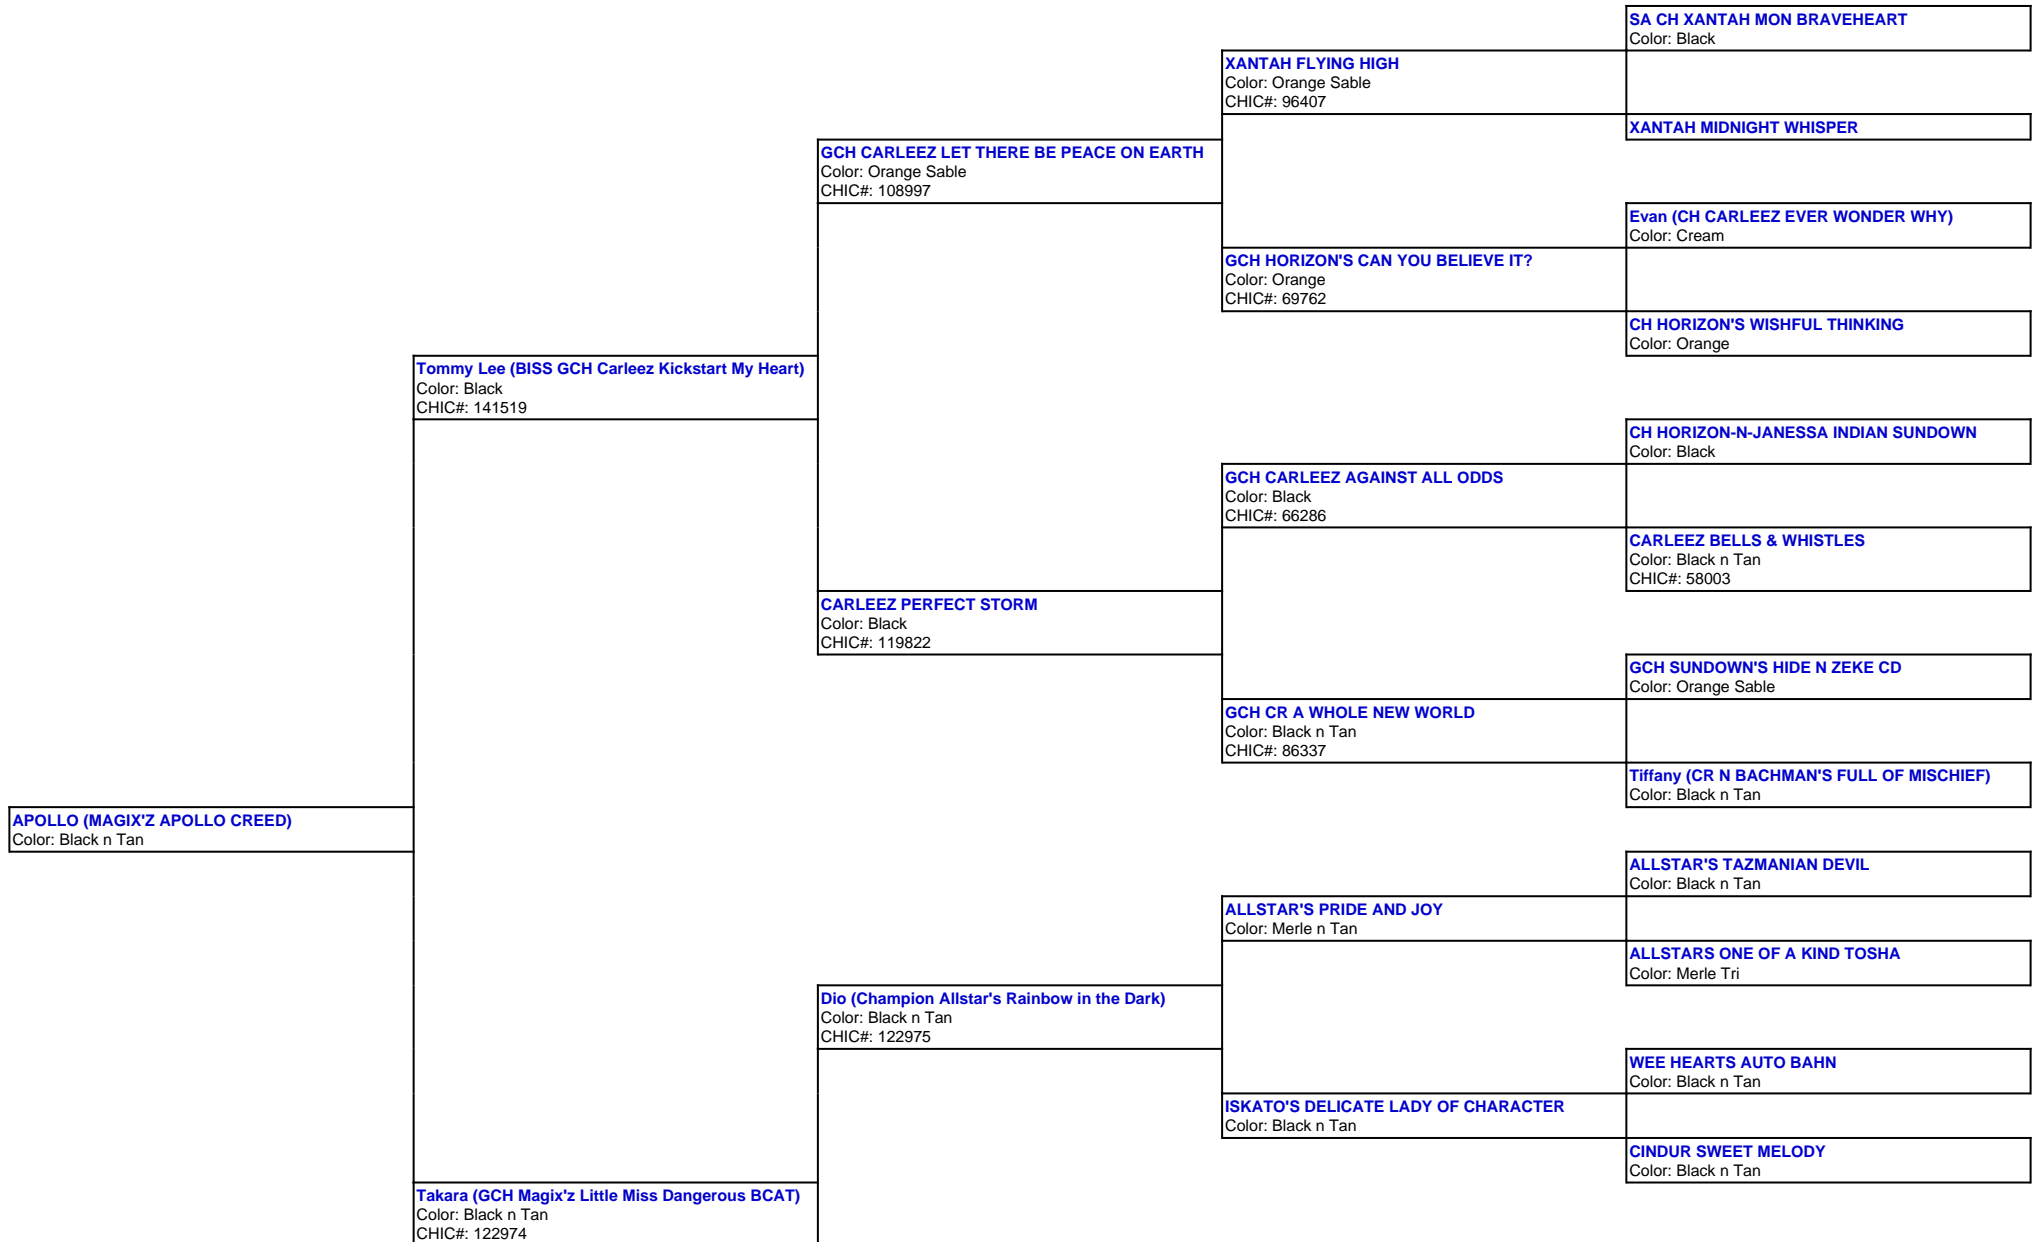 SA CH XANTAH MON BRAVEHEART
Color: Black
XANTAH FLYING HIGH
Color: Orange Sable
CHIC#: 96407
XANTAH MIDNIGHT WHISPER
GCH CARLEEZ LET THERE BE PEACE ON EARTH
Color: Orange Sable
CHIC#: 108997
Evan (CH CARLEEZ EVER WONDER WHY)
Color: Cream
GCH HORIZON'S CAN YOU BELIEVE IT?
Color: Orange
CHIC#: 69762
CH HORIZON'S WISHFUL THINKING
Color: Orange
Tommy Lee (BISS GCH Carleez Kickstart My Heart)
Color: Black
CHIC#: 141519
CH HORIZON-N-JANESSA INDIAN SUNDOWN
Color: Black
GCH CARLEEZ AGAINST ALL ODDS
Color: Black
CHIC#: 66286
CARLEEZ BELLS & WHISTLES
Color: Black n Tan
CHIC#: 58003
CARLEEZ PERFECT STORM
Color: Black
CHIC#: 119822
GCH SUNDOWN'S HIDE N ZEKE CD
Color: Orange Sable
GCH CR A WHOLE NEW WORLD
Color: Black n Tan
CHIC#: 86337
Tiffany (CR N BACHMAN'S FULL OF MISCHIEF)
Color: Black n Tan
APOLLO (MAGIX'Z APOLLO CREED)
Color: Black n Tan
ALLSTAR'S TAZMANIAN DEVIL
Color: Black n Tan
ALLSTAR'S PRIDE AND JOY
Color: Merle n Tan
ALLSTARS ONE OF A KIND TOSHA
Color: Merle Tri
Dio (Champion Allstar's Rainbow in the Dark)
Color: Black n Tan
CHIC#: 122975
WEE HEARTS AUTO BAHN
Color: Black n Tan
ISKATO'S DELICATE LADY OF CHARACTER
Color: Black n Tan
CINDUR SWEET MELODY
Color: Black n Tan
Takara (GCH Magix'z Little Miss Dangerous BCAT)
Color: Black n Tan
CHIC#: 122974